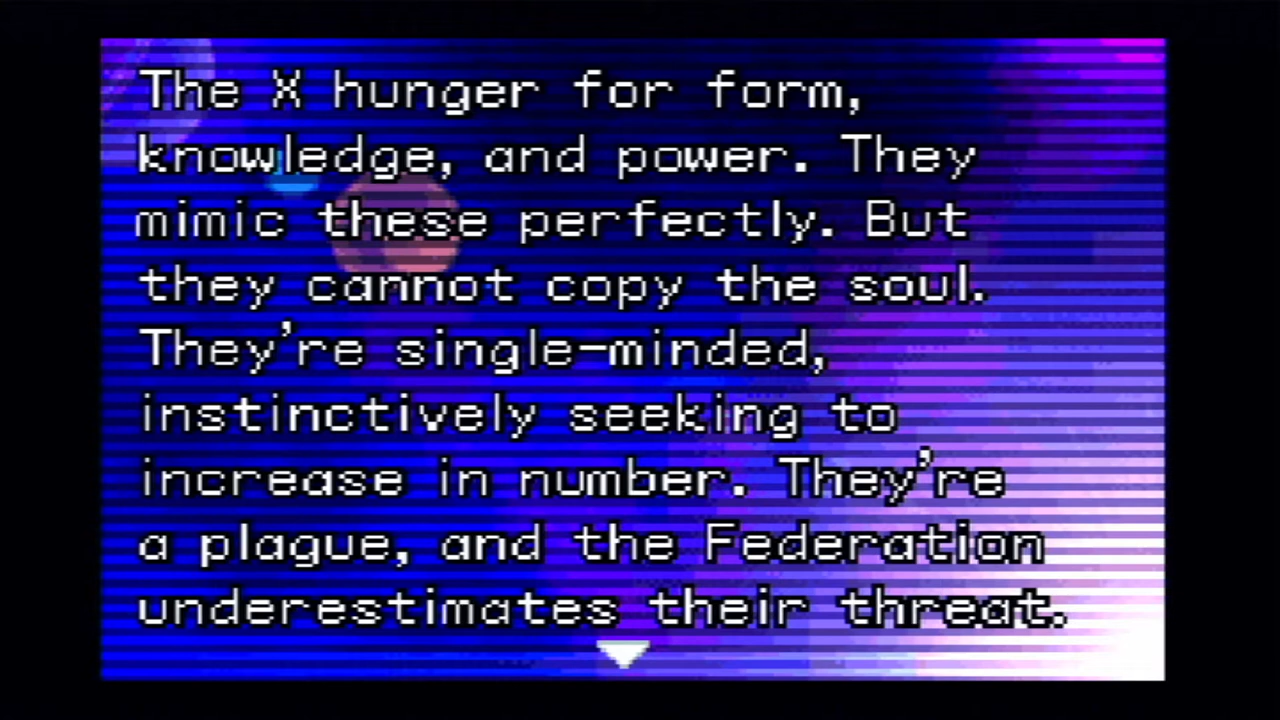 The X hunger for form,
knowledge, and power. They
mimic these perfectly. But
they cannot copy the soul.
They're single-minded,
instinctively seeking to
increase in number. They're
a plague, and the Federation
underestimates their threat.